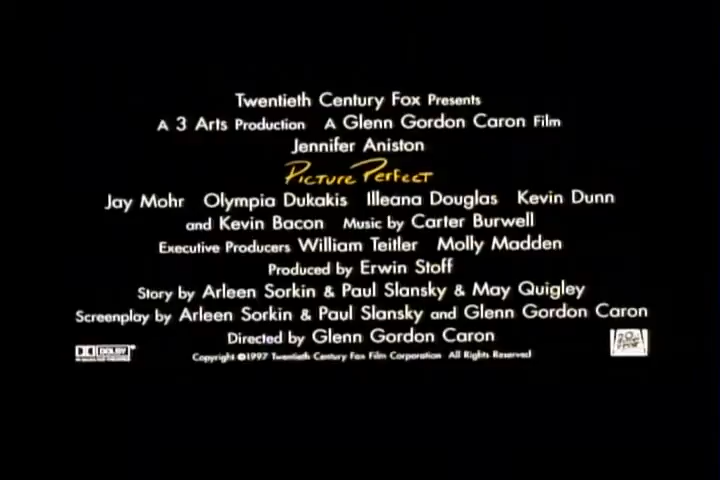 Twentieth Century Fox Presents
A 3 Arts Production A Glenn Gordon Caron Film
Jennifer Aniston
Picture Perfect
Jay Mohr Olympia Dukakis Illeana Douglas Kevin Dunn
and Kevin Bacon Music by Carter Burwell
Executive Producers William Teitler Molly Madden
Produced by Erwin Stoff
Story by Arleen Sorkin & Paul Slansky & May Quigley
Screenplay by Arleen Sorkin & Paul Slansky and Glenn Gordon Caron
Directed by Glenn Gordon Caron
DOLBY
Copyright ©1997 Twentieth Century Fox Film Corporation All Rights Reserved